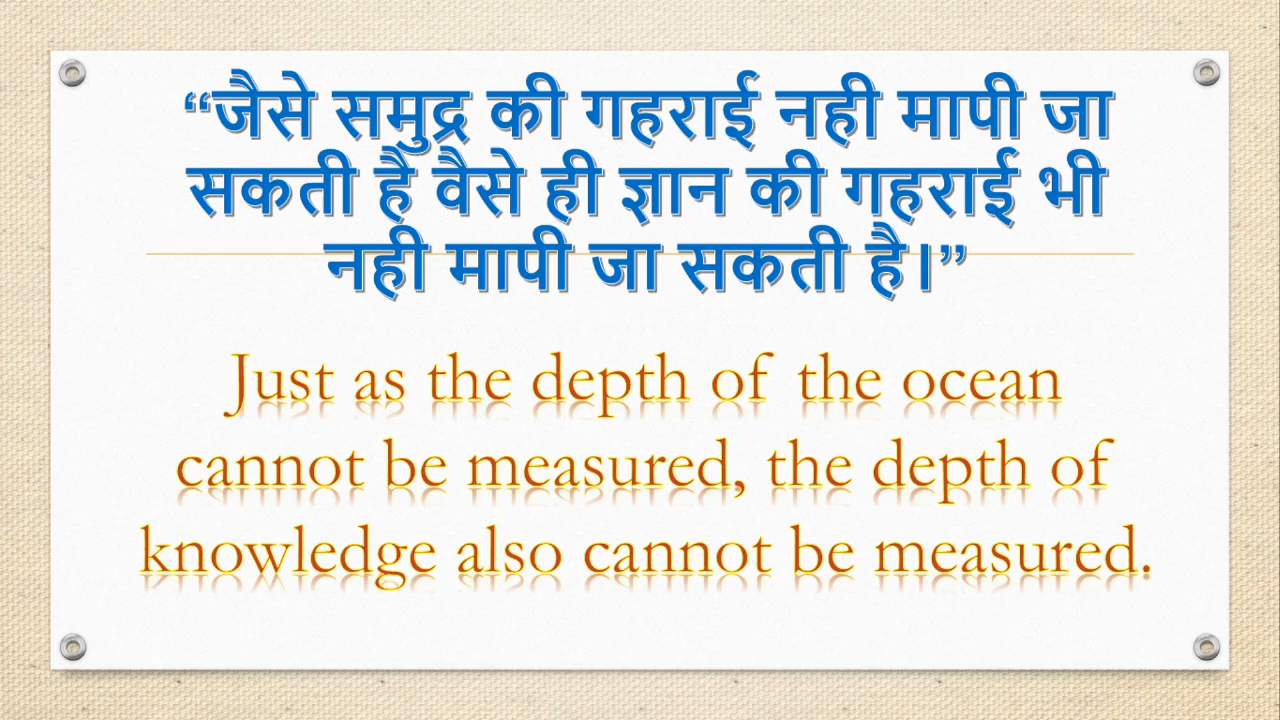 “जैसे समुद्र की गहराई नही मापी जा
सकती है वैसे ही ज्ञान की गहराई भी
नही मापी जा सकती है।”
Just as the depth of the ocean
cannot be measured, the depth of
knowledge also cannot be measured.